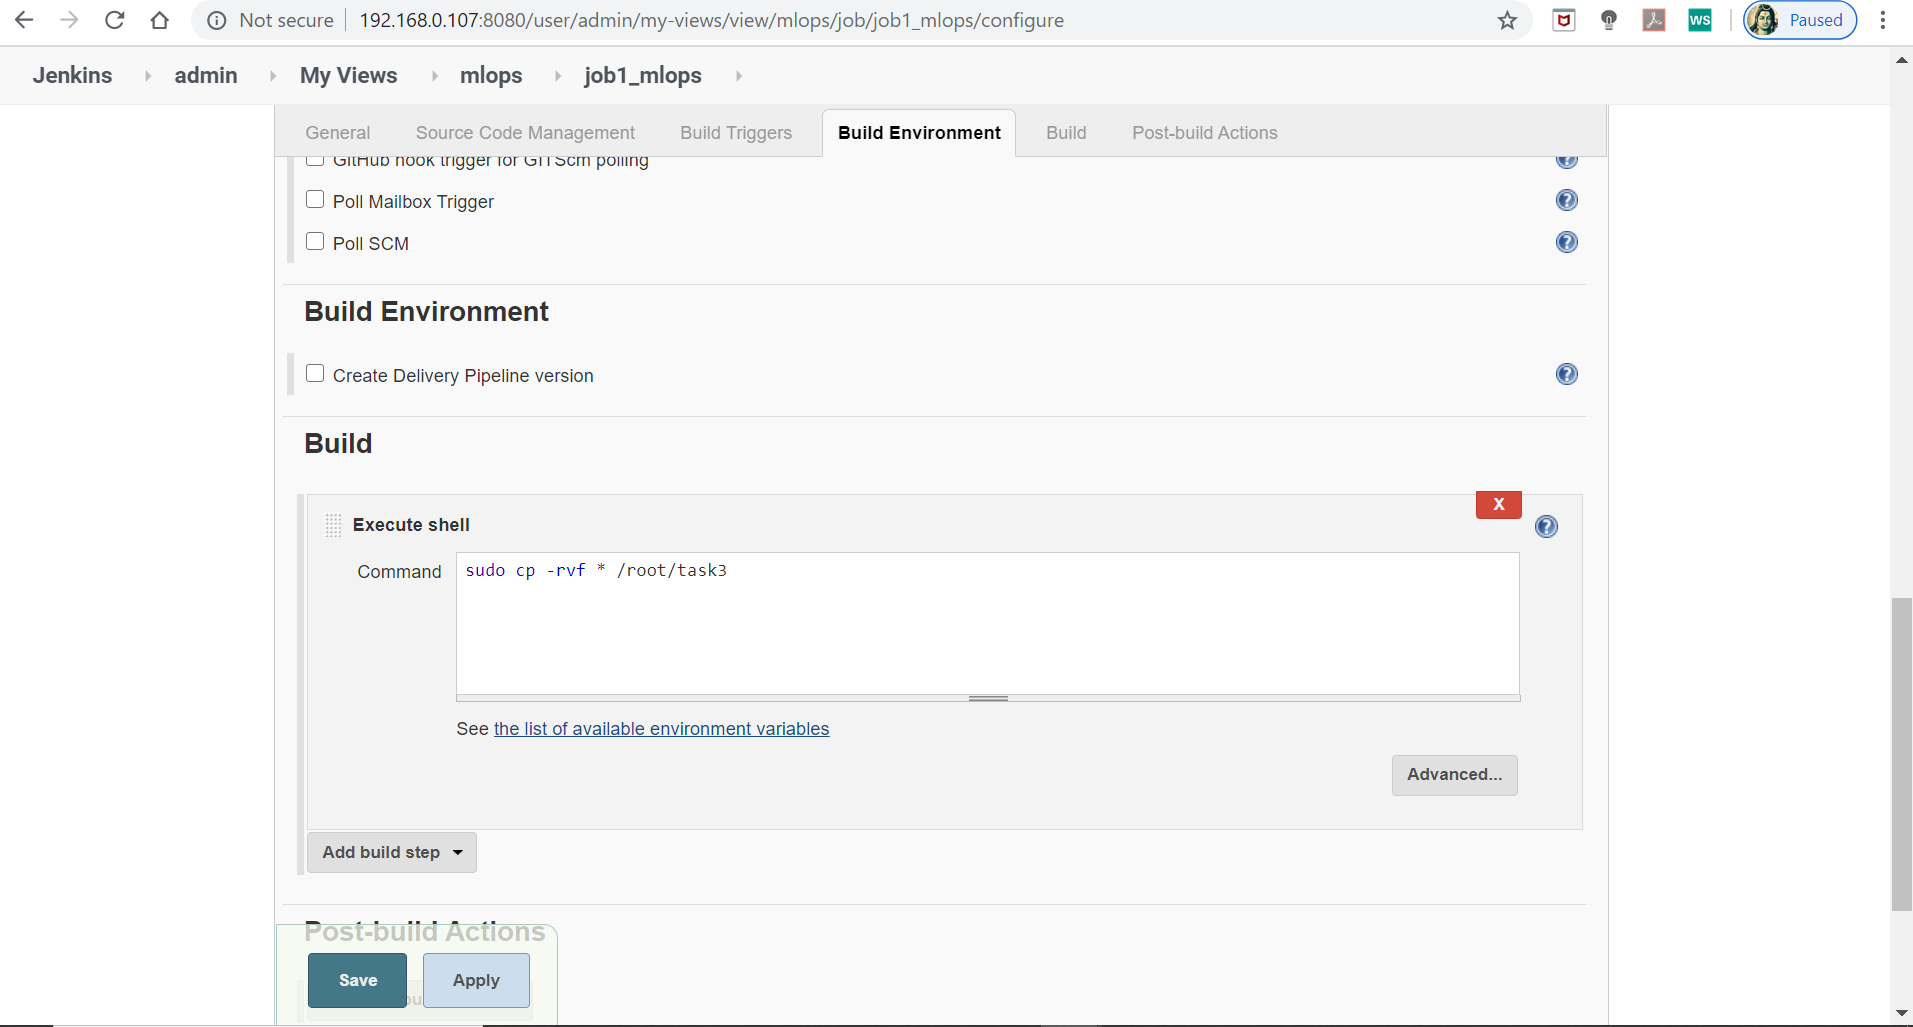 Not secure 192.168.0.107:8080/user/admin/my-views/view/mlops/job/job1_mlops/configure WS Paused
Jenkins admin My Views mlops job1_mlops
General Source Code Management Build Triggers Build Environment Build Post-build Actions
GitHub hook trigger for GITScm polling
Poll Mailbox Trigger
Poll SCM
Build Environment
Create Delivery Pipeline version
Build
X
Execute shell
Command sudo cp -rvf * /root/task3
See the list of available environment variables
Advanced...
Add build step
Post-build Actions
Save Apply